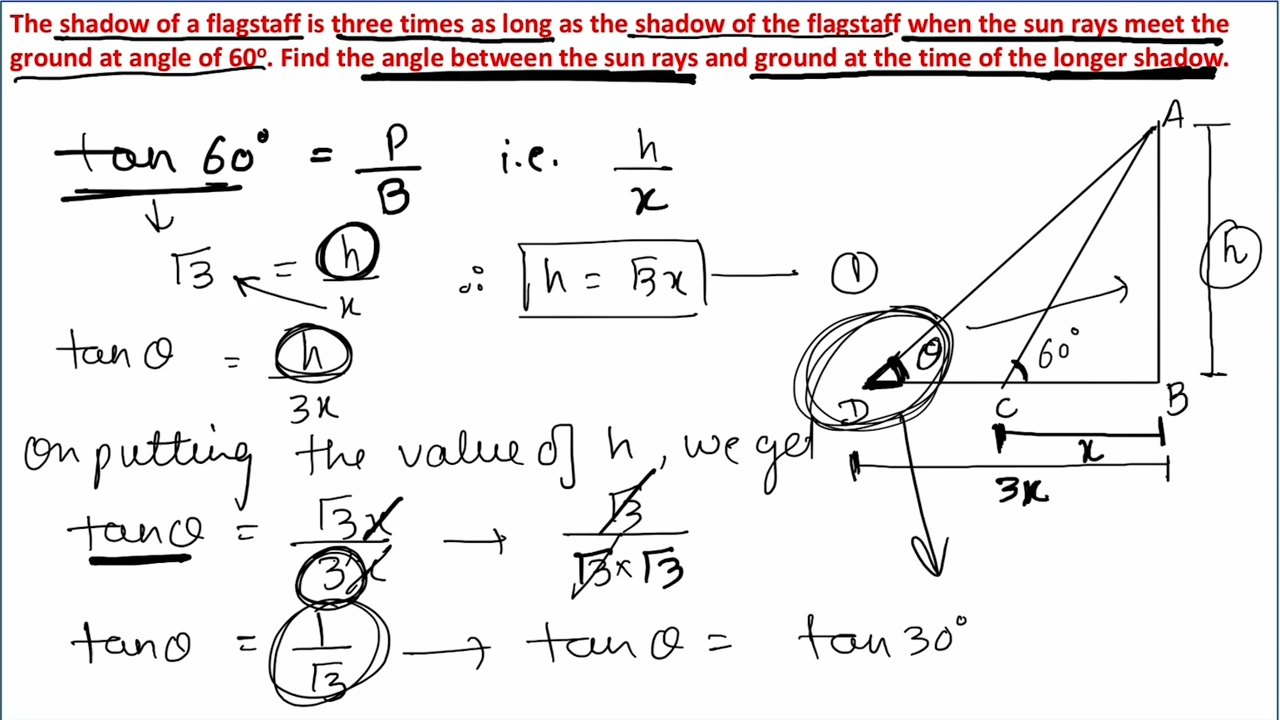 The shadow of a flagstaff is three times as long as the shadow of the flagstaff when the sun rays meet the
ground at angle of 60°. Find the angle between the sun rays and ground at the time of the longer shadow.
tan 60° = P/B i.e. h/x
√3 = h/x ∴ h = √3x — ①
tanθ = h/3x
On putting the value of h, we get
tanθ = √3x/3x → √3/√3×√3
tanθ = 1/√3 → tanθ = tan30°
A
h
θ
60°
D
C
B
x
3x